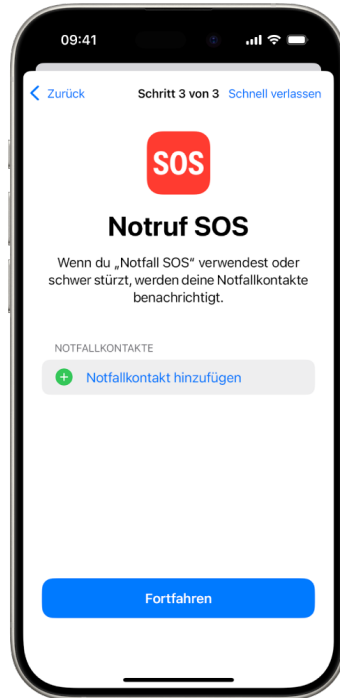 09:41
Zurück
Schritt 3 von 3
Schnell verlassen
SOS
Notruf SOS
Wenn du „Notfall SOS“ verwendest oder
schwer stürzt, werden deine Notfallkontakte
benachrichtigt.
NOTFALLKONTAKTE
Notfallkontakt hinzufügen
Fortfahren